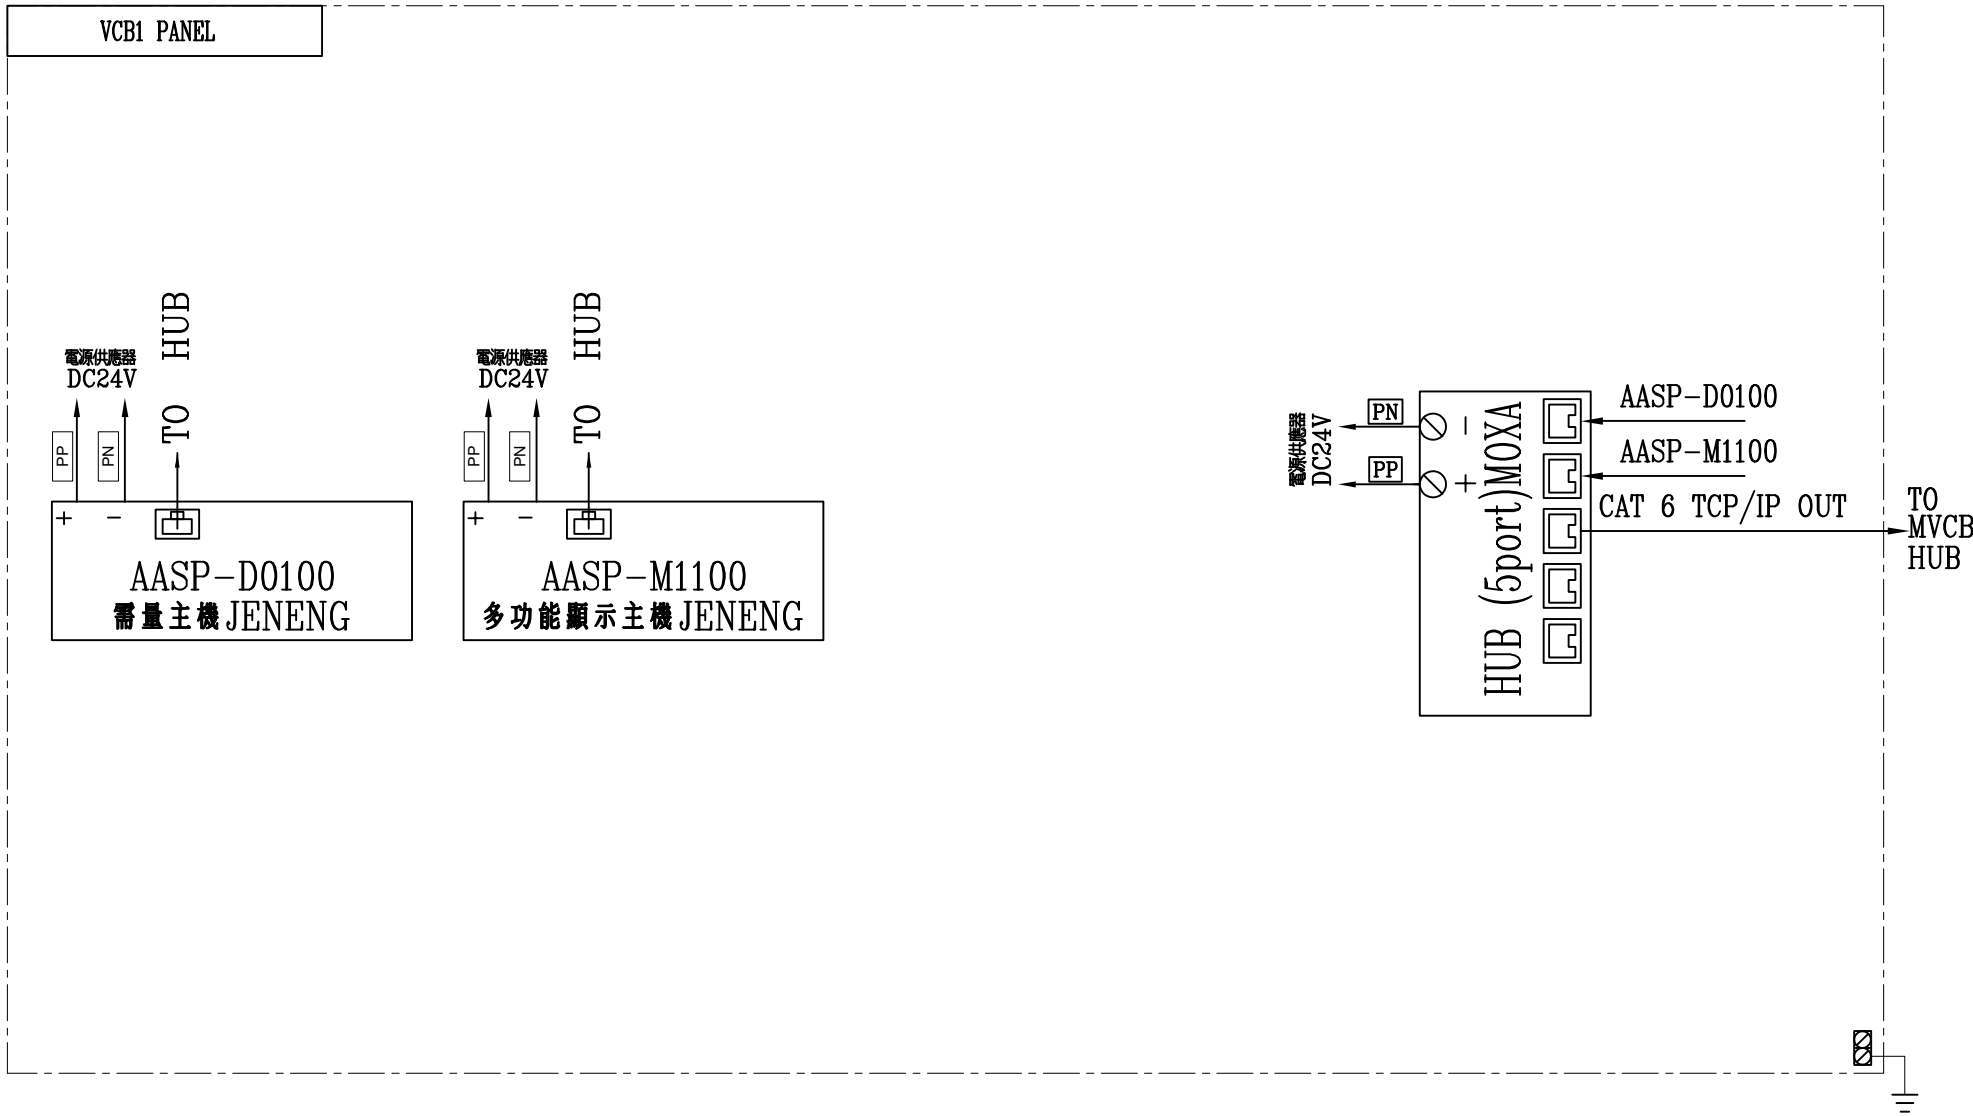 VCB1 PANEL
電源供應器
DC24V
TO HUB
PP
PN
+ -
AASP-D0100
需量主機JENENG
電源供應器
DC24V
TO HUB
PP
PN
+ -
AASP-M1100
多功能顯示主機JENENG
電源供應器
DC24V
PN
PP
-
+
HUB (5port)MOXA
AASP-D0100
AASP-M1100
CAT 6 TCP/IP OUT
TO
MVCB
HUB